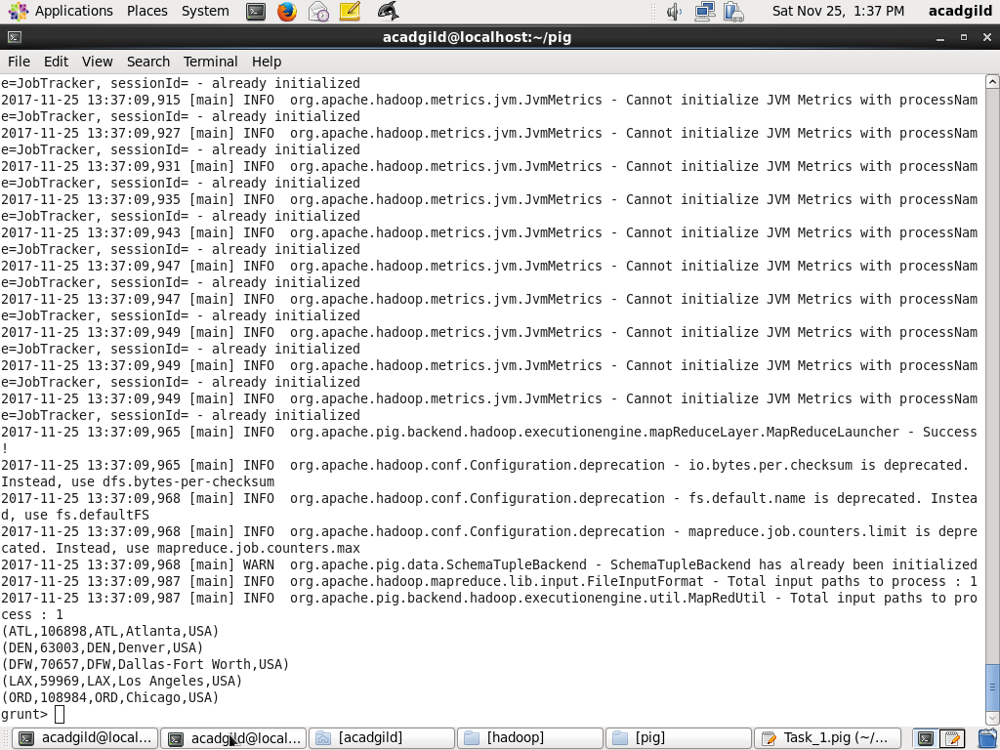 Applications Places System Sat Nov 25, 1:37 PM acadgild
acadgild@localhost:~/pig
File Edit View Search Terminal Help
e=JobTracker, sessionId= - already initialized
2017-11-25 13:37:09,915 [main] INFO  org.apache.hadoop.metrics.jvm.JvmMetrics - Cannot initialize JVM Metrics with processNam
e=JobTracker, sessionId= - already initialized
2017-11-25 13:37:09,927 [main] INFO  org.apache.hadoop.metrics.jvm.JvmMetrics - Cannot initialize JVM Metrics with processNam
e=JobTracker, sessionId= - already initialized
2017-11-25 13:37:09,931 [main] INFO  org.apache.hadoop.metrics.jvm.JvmMetrics - Cannot initialize JVM Metrics with processNam
e=JobTracker, sessionId= - already initialized
2017-11-25 13:37:09,935 [main] INFO  org.apache.hadoop.metrics.jvm.JvmMetrics - Cannot initialize JVM Metrics with processNam
e=JobTracker, sessionId= - already initialized
2017-11-25 13:37:09,943 [main] INFO  org.apache.hadoop.metrics.jvm.JvmMetrics - Cannot initialize JVM Metrics with processNam
e=JobTracker, sessionId= - already initialized
2017-11-25 13:37:09,947 [main] INFO  org.apache.hadoop.metrics.jvm.JvmMetrics - Cannot initialize JVM Metrics with processNam
e=JobTracker, sessionId= - already initialized
2017-11-25 13:37:09,947 [main] INFO  org.apache.hadoop.metrics.jvm.JvmMetrics - Cannot initialize JVM Metrics with processNam
e=JobTracker, sessionId= - already initialized
2017-11-25 13:37:09,949 [main] INFO  org.apache.hadoop.metrics.jvm.JvmMetrics - Cannot initialize JVM Metrics with processNam
e=JobTracker, sessionId= - already initialized
2017-11-25 13:37:09,949 [main] INFO  org.apache.hadoop.metrics.jvm.JvmMetrics - Cannot initialize JVM Metrics with processNam
e=JobTracker, sessionId= - already initialized
2017-11-25 13:37:09,949 [main] INFO  org.apache.hadoop.metrics.jvm.JvmMetrics - Cannot initialize JVM Metrics with processNam
e=JobTracker, sessionId= - already initialized
2017-11-25 13:37:09,965 [main] INFO  org.apache.pig.backend.hadoop.executionengine.mapReduceLayer.MapReduceLauncher - Success
!
2017-11-25 13:37:09,965 [main] INFO  org.apache.hadoop.conf.Configuration.deprecation - io.bytes.per.checksum is deprecated.
Instead, use dfs.bytes-per-checksum
2017-11-25 13:37:09,968 [main] INFO  org.apache.hadoop.conf.Configuration.deprecation - fs.default.name is deprecated. Instea
d, use fs.defaultFS
2017-11-25 13:37:09,968 [main] INFO  org.apache.hadoop.conf.Configuration.deprecation - mapreduce.job.counters.limit is depre
cated. Instead, use mapreduce.job.counters.max
2017-11-25 13:37:09,968 [main] WARN  org.apache.pig.data.SchemaTupleBackend - SchemaTupleBackend has already been initialized
2017-11-25 13:37:09,987 [main] INFO  org.apache.hadoop.mapreduce.lib.input.FileInputFormat - Total input paths to process : 1
2017-11-25 13:37:09,987 [main] INFO  org.apache.pig.backend.hadoop.executionengine.util.MapRedUtil - Total input paths to pro
cess : 1
(ATL,106898,ATL,Atlanta,USA)
(DEN,63003,DEN,Denver,USA)
(DFW,70657,DFW,Dallas-Fort Worth,USA)
(LAX,59969,LAX,Los Angeles,USA)
(ORD,108984,ORD,Chicago,USA)
grunt>
acadgild@local... acadgild@local... [acadgild] [hadoop] [pig] Task_1.pig (~/...